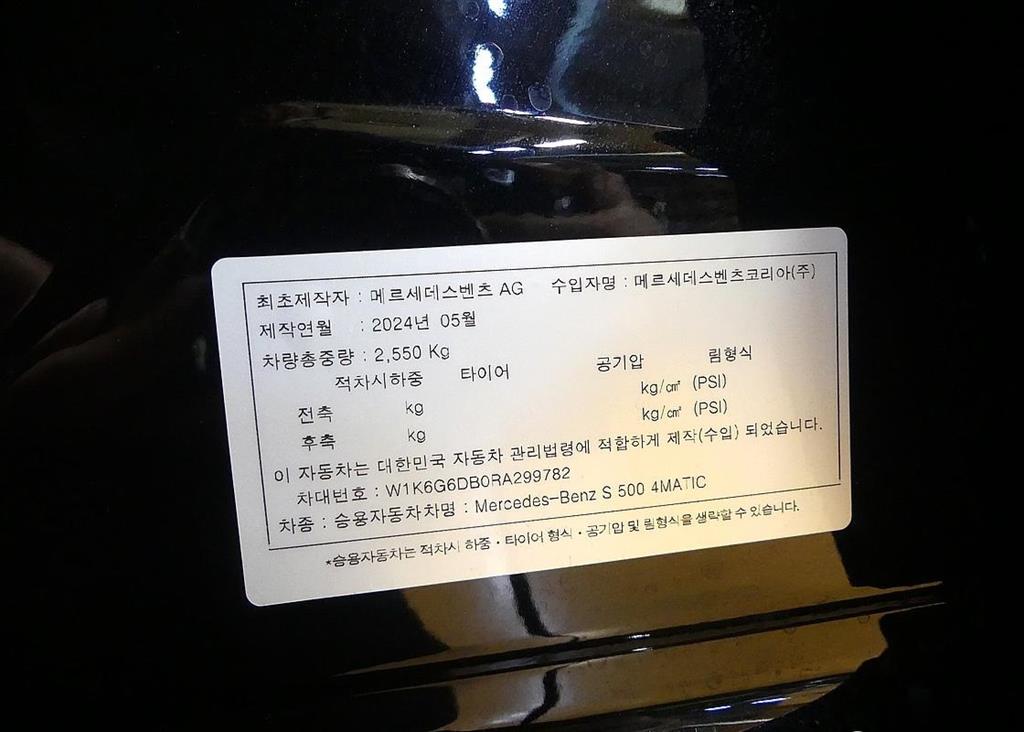 최초제작자 : 메르세데스벤츠 AG 수입자명 : 메르세데스벤츠코리아(주)
제작연월 : 2024년 05월
차량총중량 : 2,550 Kg
적차시하중 타이어 공기압 림형식
전축 kg kg/㎠ (PSI)
후축 kg kg/㎠ (PSI)
이 자동차는 대한민국 자동차 관리법령에 적합하게 제작(수입) 되었습니다.
차대번호 : W1K6G6DB0RA299782
차종 : 승용자동차차명 : Mercedes-Benz S 500 4MATIC
*승용자동차는 적차시 하중·타이어 형식·공기압 및 림형식을 생략할 수 있습니다.